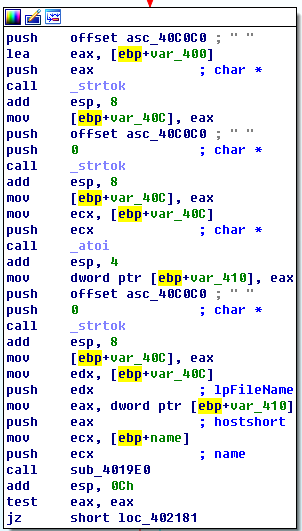 push offset asc_40C0C0 ; " "
lea eax, [ebp+var_400]
push eax ; char *
call _strtok
add esp, 8
mov [ebp+var_40C], eax
push offset asc_40C0C0 ; " "
push 0 ; char *
call _strtok
add esp, 8
mov [ebp+var_40C], eax
mov ecx, [ebp+var_40C]
push ecx ; char *
call _atoi
add esp, 4
mov dword ptr [ebp+var_410], eax
push offset asc_40C0C0 ; " "
push 0 ; char *
call _strtok
add esp, 8
mov [ebp+var_40C], eax
mov edx, [ebp+var_40C]
push edx ; lpFileName
mov eax, dword ptr [ebp+var_410]
push eax ; hostshort
mov ecx, [ebp+name]
push ecx ; name
call sub_4019E0
add esp, 0Ch
test eax, eax
jz short loc_402181